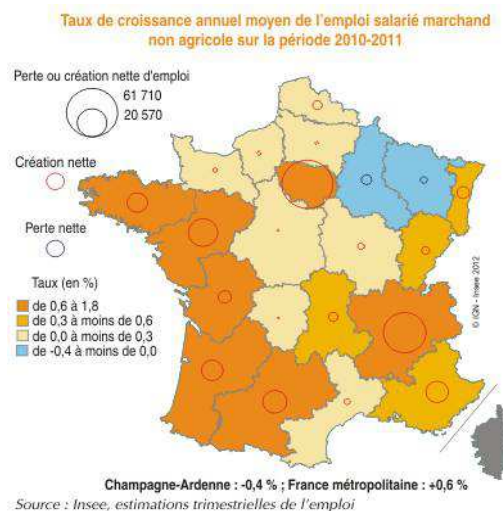 Taux de croissance annuel moyen de l'emploi salarié marchand
non agricole sur la période 2010-2011
Perte ou création nette d'emploi
61 710
20 570
Création nette
Perte nette
Taux (en %)
de 0,6 à 1,8
de 0,3 à moins de 0,6
de 0,0 à moins de 0,3
de -0,4 à moins de 0,0
© IGN - Insee 2012
Champagne-Ardenne : -0,4 % ; France métropolitaine : +0,6 %
Source : Insee, estimations trimestrielles de l'emploi